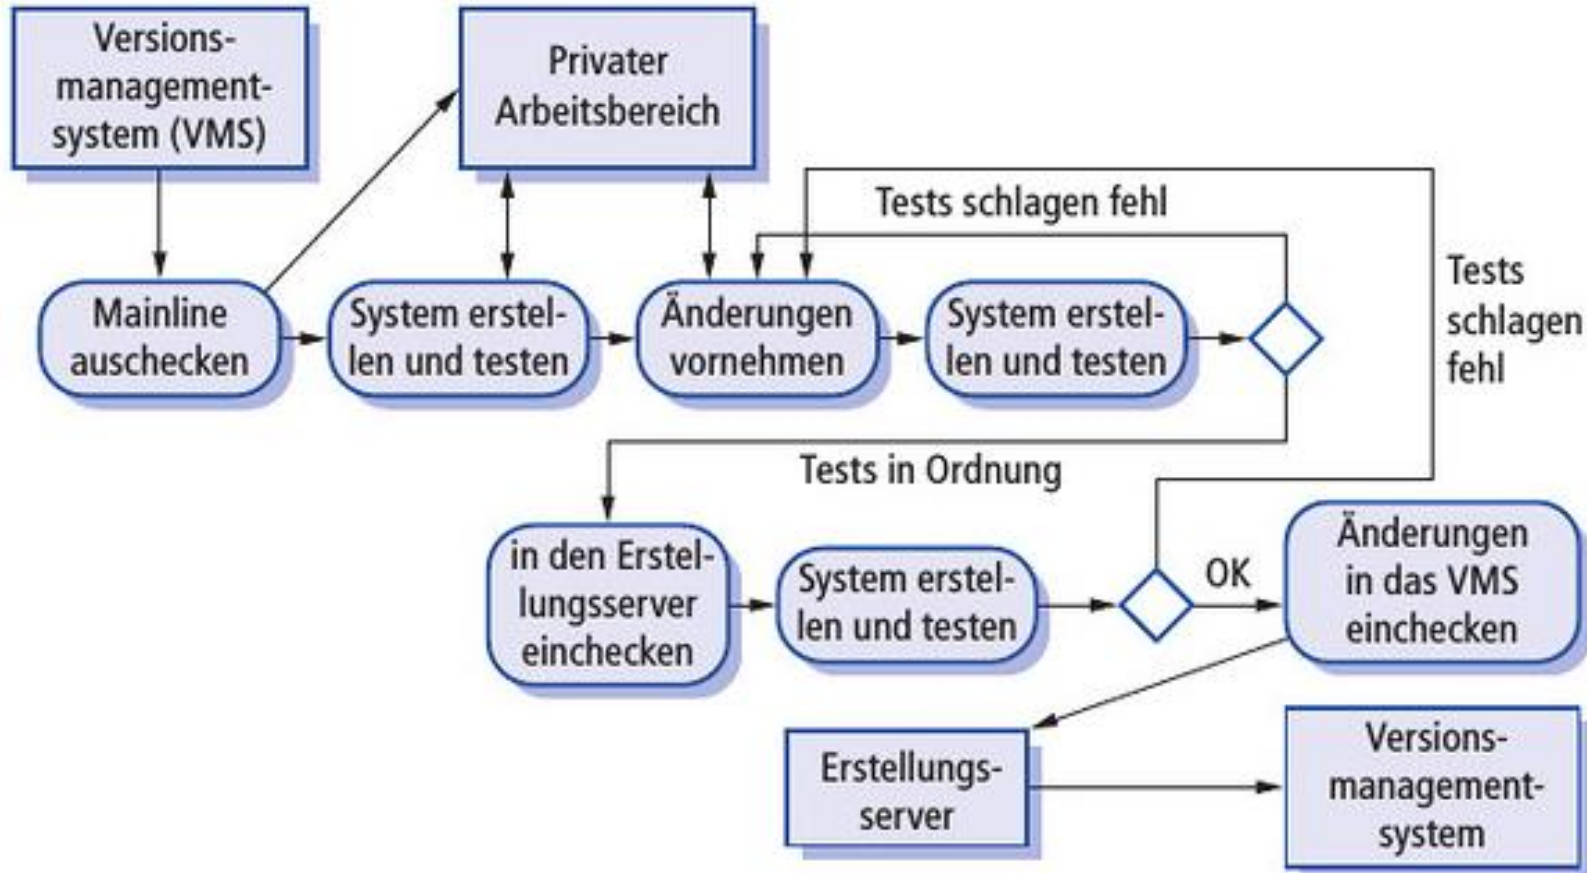 Versions-
management-
system (VMS)
Privater
Arbeitsbereich
Tests schlagen fehl
Tests
schlagen
fehl
Mainline
auschecken
System erstel-
len und testen
Änderungen
vornehmen
System erstel-
len und testen
Tests in Ordnung
in den Erstel-
lungsserver
einchecken
System erstel-
len und testen
OK
Änderungen
in das VMS
einchecken
Erstellungs-
server
Versions-
management-
system